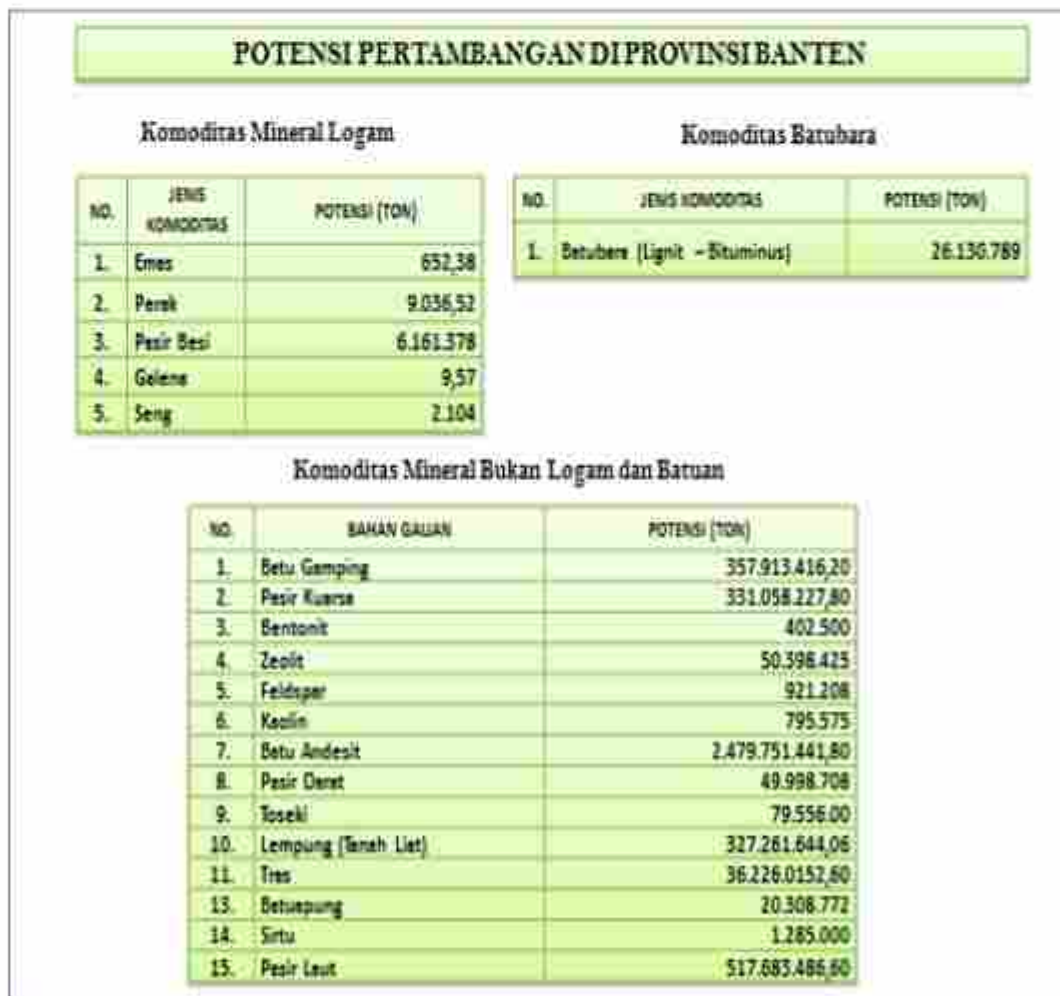 POTENSI PERTAMBANGAN DI PROVINSI BANTEN
Komoditas Mineral Logam
NO. JENIS KOMODITAS POTENSI (TON)
1. Emas 652,38
2. Perak 9.036,52
3. Pasir Besi 6.161.378
4. Galena 9,57
5. Seng 2.104
Komoditas Batubara
NO. JENIS KOMODITAS POTENSI (TON)
1. Batubara (Lignit - Bituminus) 26.130.789
Komoditas Mineral Bukan Logam dan Batuan
NO. BAHAN GALIAN POTENSI (TON)
1. Batu Gamping 357.913.416,20
2. Pasir Kuarsa 331.058.227,80
3. Bentonit 402.500
4. Zeolit 50.398.425
5. Feldspar 921.208
6. Kaolin 795.575
7. Batu Andesit 2.479.751.441,80
8. Pasir Darat 49.998.708
9. Toseki 79.556.00
10. Lempung (Tanah Liat) 327.261.644,06
11. Tras 36.226.0152,60
13. Batuapung 20.308.772
14. Sirtu 1.285.000
15. Pasir Laut 517.683.486,60